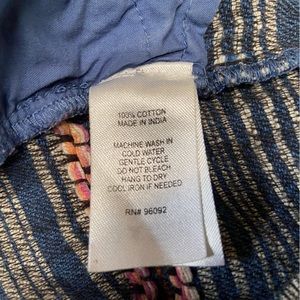 100% COTTON
MADE IN INDIA
MACHINE WASH IN
COLD WATER
GENTLE CYCLE
DO NOT BLEACH
HANG TO DRY
COOL IRON IF NEEDED
RN# 96092